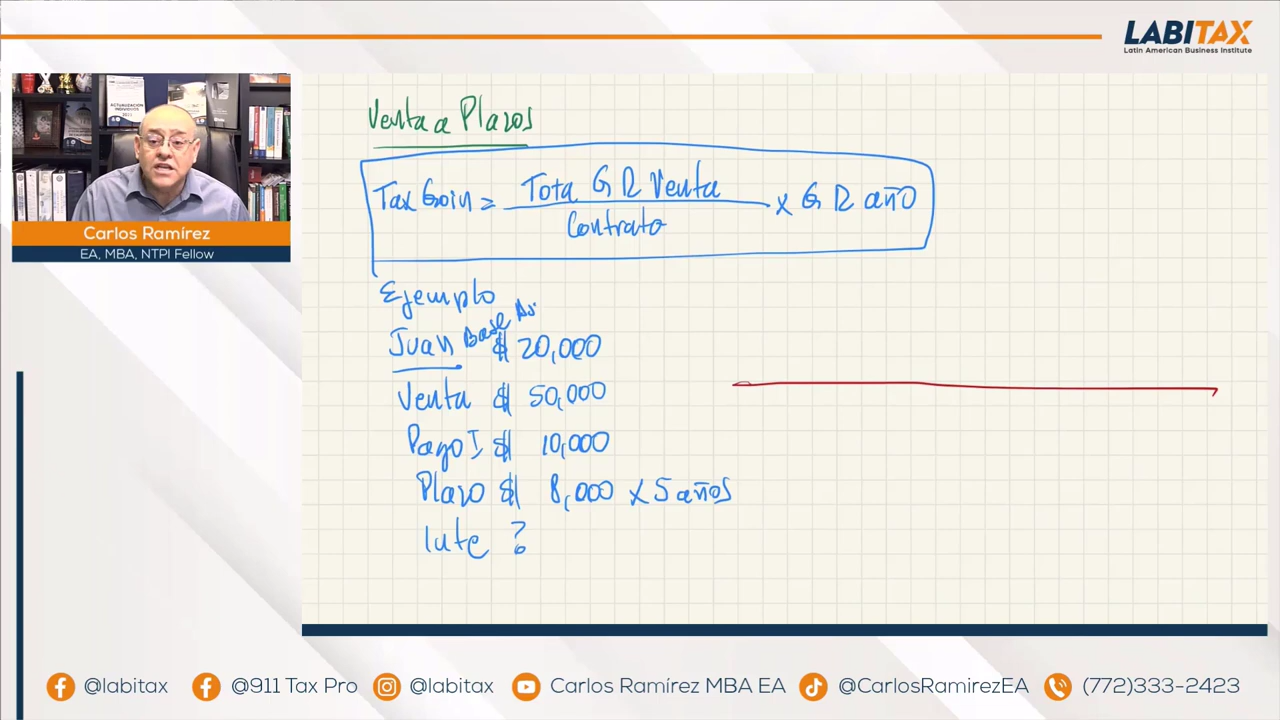 LABITAX
Latin American Business Institute
Carlos Ramírez
EA, MBA, NTPI Fellow
Venta a Plazos
Tax Gain = Tota G R Venta
Contrato
x G R año
Ejemplo
Juan Base $ 20,000
Venta $ 50,000
Pago I $ 10,000
Plazo $ 8,000 x 5 años
Inte ?
@labitax @911 Tax Pro @labitax Carlos Ramírez MBA EA @CarlosRamirezEA (772)333-2423